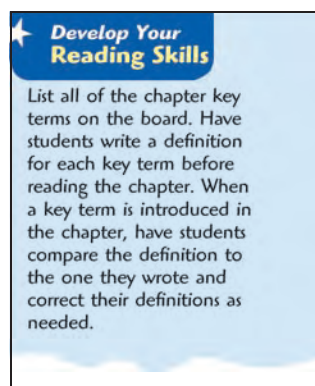 Develop Your
Reading Skills
List all of the chapter key
terms on the board. Have
students write a definition
for each key term before
reading the chapter. When
a key term is introduced in
the chapter, have students
compare the definition to
the one they wrote and
correct their definitions as
needed.